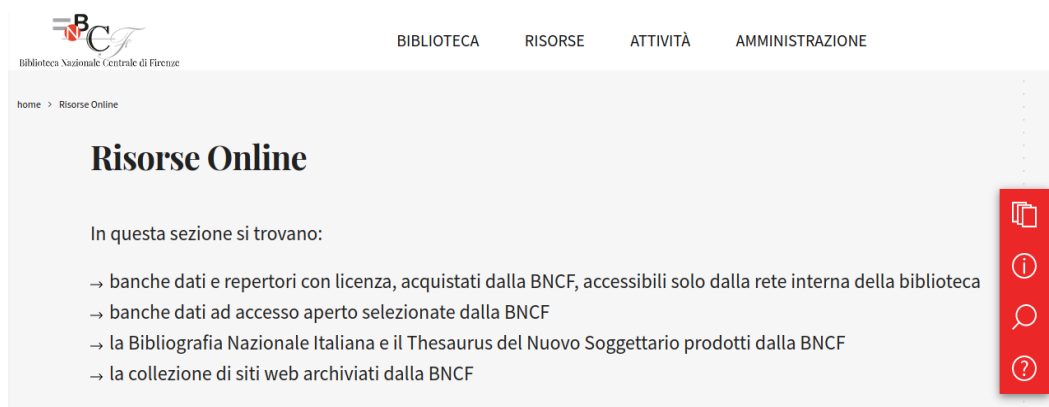 BNCF
Biblioteca Nazionale Centrale di Firenze
BIBLIOTECA RISORSE ATTIVITÀ AMMINISTRAZIONE
home > Risorse Online
Risorse Online
In questa sezione si trovano:
→ banche dati e repertori con licenza, acquistati dalla BNCF, accessibili solo dalla rete interna della biblioteca
→ banche dati ad accesso aperto selezionate dalla BNCF
→ la Bibliografia Nazionale Italiana e il Thesaurus del Nuovo Soggettario prodotti dalla BNCF
→ la collezione di siti web archiviati dalla BNCF